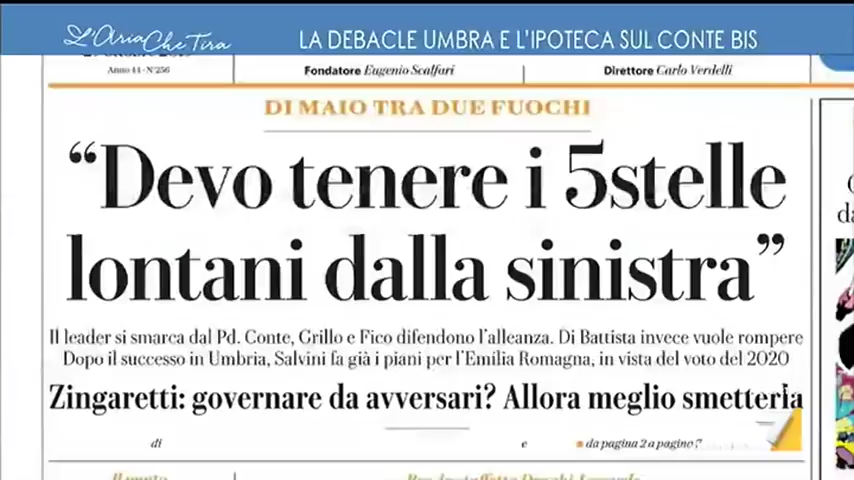 L'Aria Che Tira
LA DEBACLE UMBRA E L'IPOTECA SUL CONTE BIS
Anno 44 - N°256
Fondatore Eugenio Scalfari
Direttore Carlo Verdelli
DI MAIO TRA DUE FUOCHI
“Devo tenere i 5stelle
lontani dalla sinistra”
Il leader si smarca dal Pd. Conte, Grillo e Fico difendono l'alleanza. Di Battista invece vuole rompere
Dopo il successo in Umbria, Salvini fa già i piani per l'Emilia Romagna, in vista del voto del 2020
Zingaretti: governare da avversari? Allora meglio smetterla
di
e
da pagina 2 a pagina 7